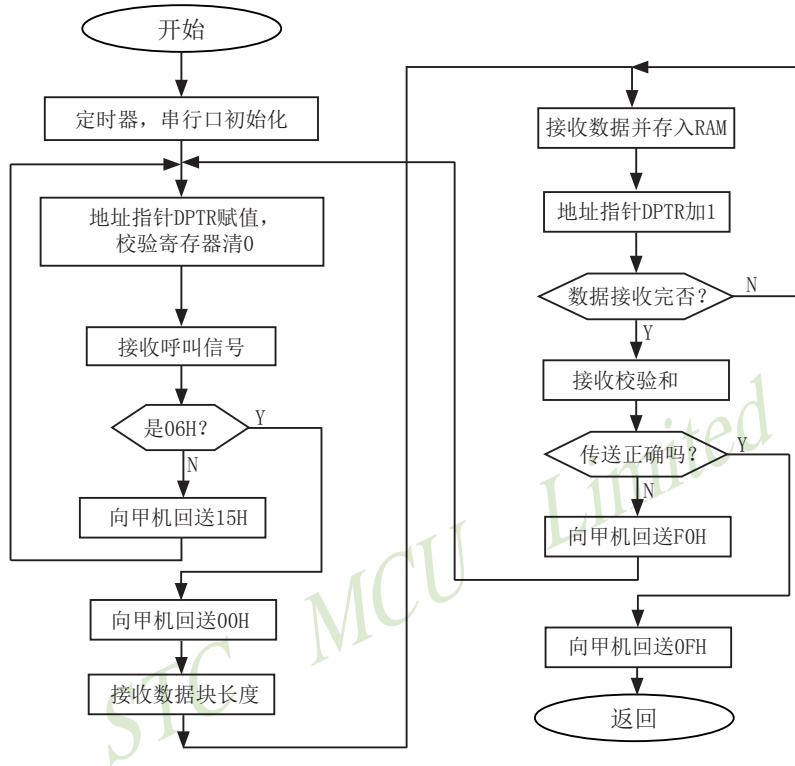 开始
定时器，串行口初始化
地址指针DPTR赋值，
校验寄存器清0
接收呼叫信号
是06H？
Y
N
向甲机回送15H
向甲机回送00H
接收数据块长度
接收数据并存入RAM
地址指针DPTR加1
数据接收完否？
N
Y
接收校验和
传送正确吗？
Y
N
向甲机回送F0H
向甲机回送0FH
返回
STC MCU Limited